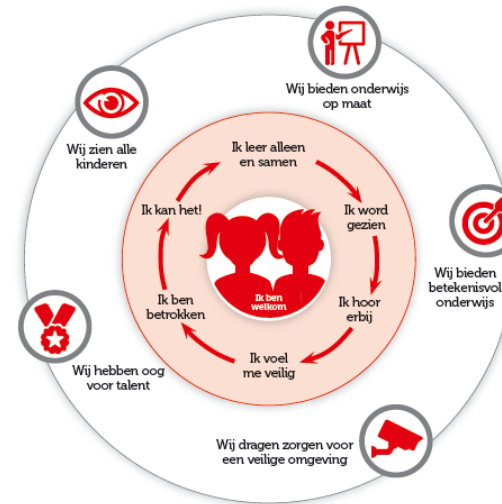 Wij bieden onderwijs
op maat
Wij zien alle
kinderen
Ik leer alleen
en samen
Ik kan het!
Ik word
gezien
Wij bieden
betekenisvol
onderwijs
Ik ben
welkom
Ik ben
betrokken
Ik hoor
erbij
Ik voel
me veilig
Wij hebben oog
voor talent
Wij dragen zorgen voor
een veilige omgeving